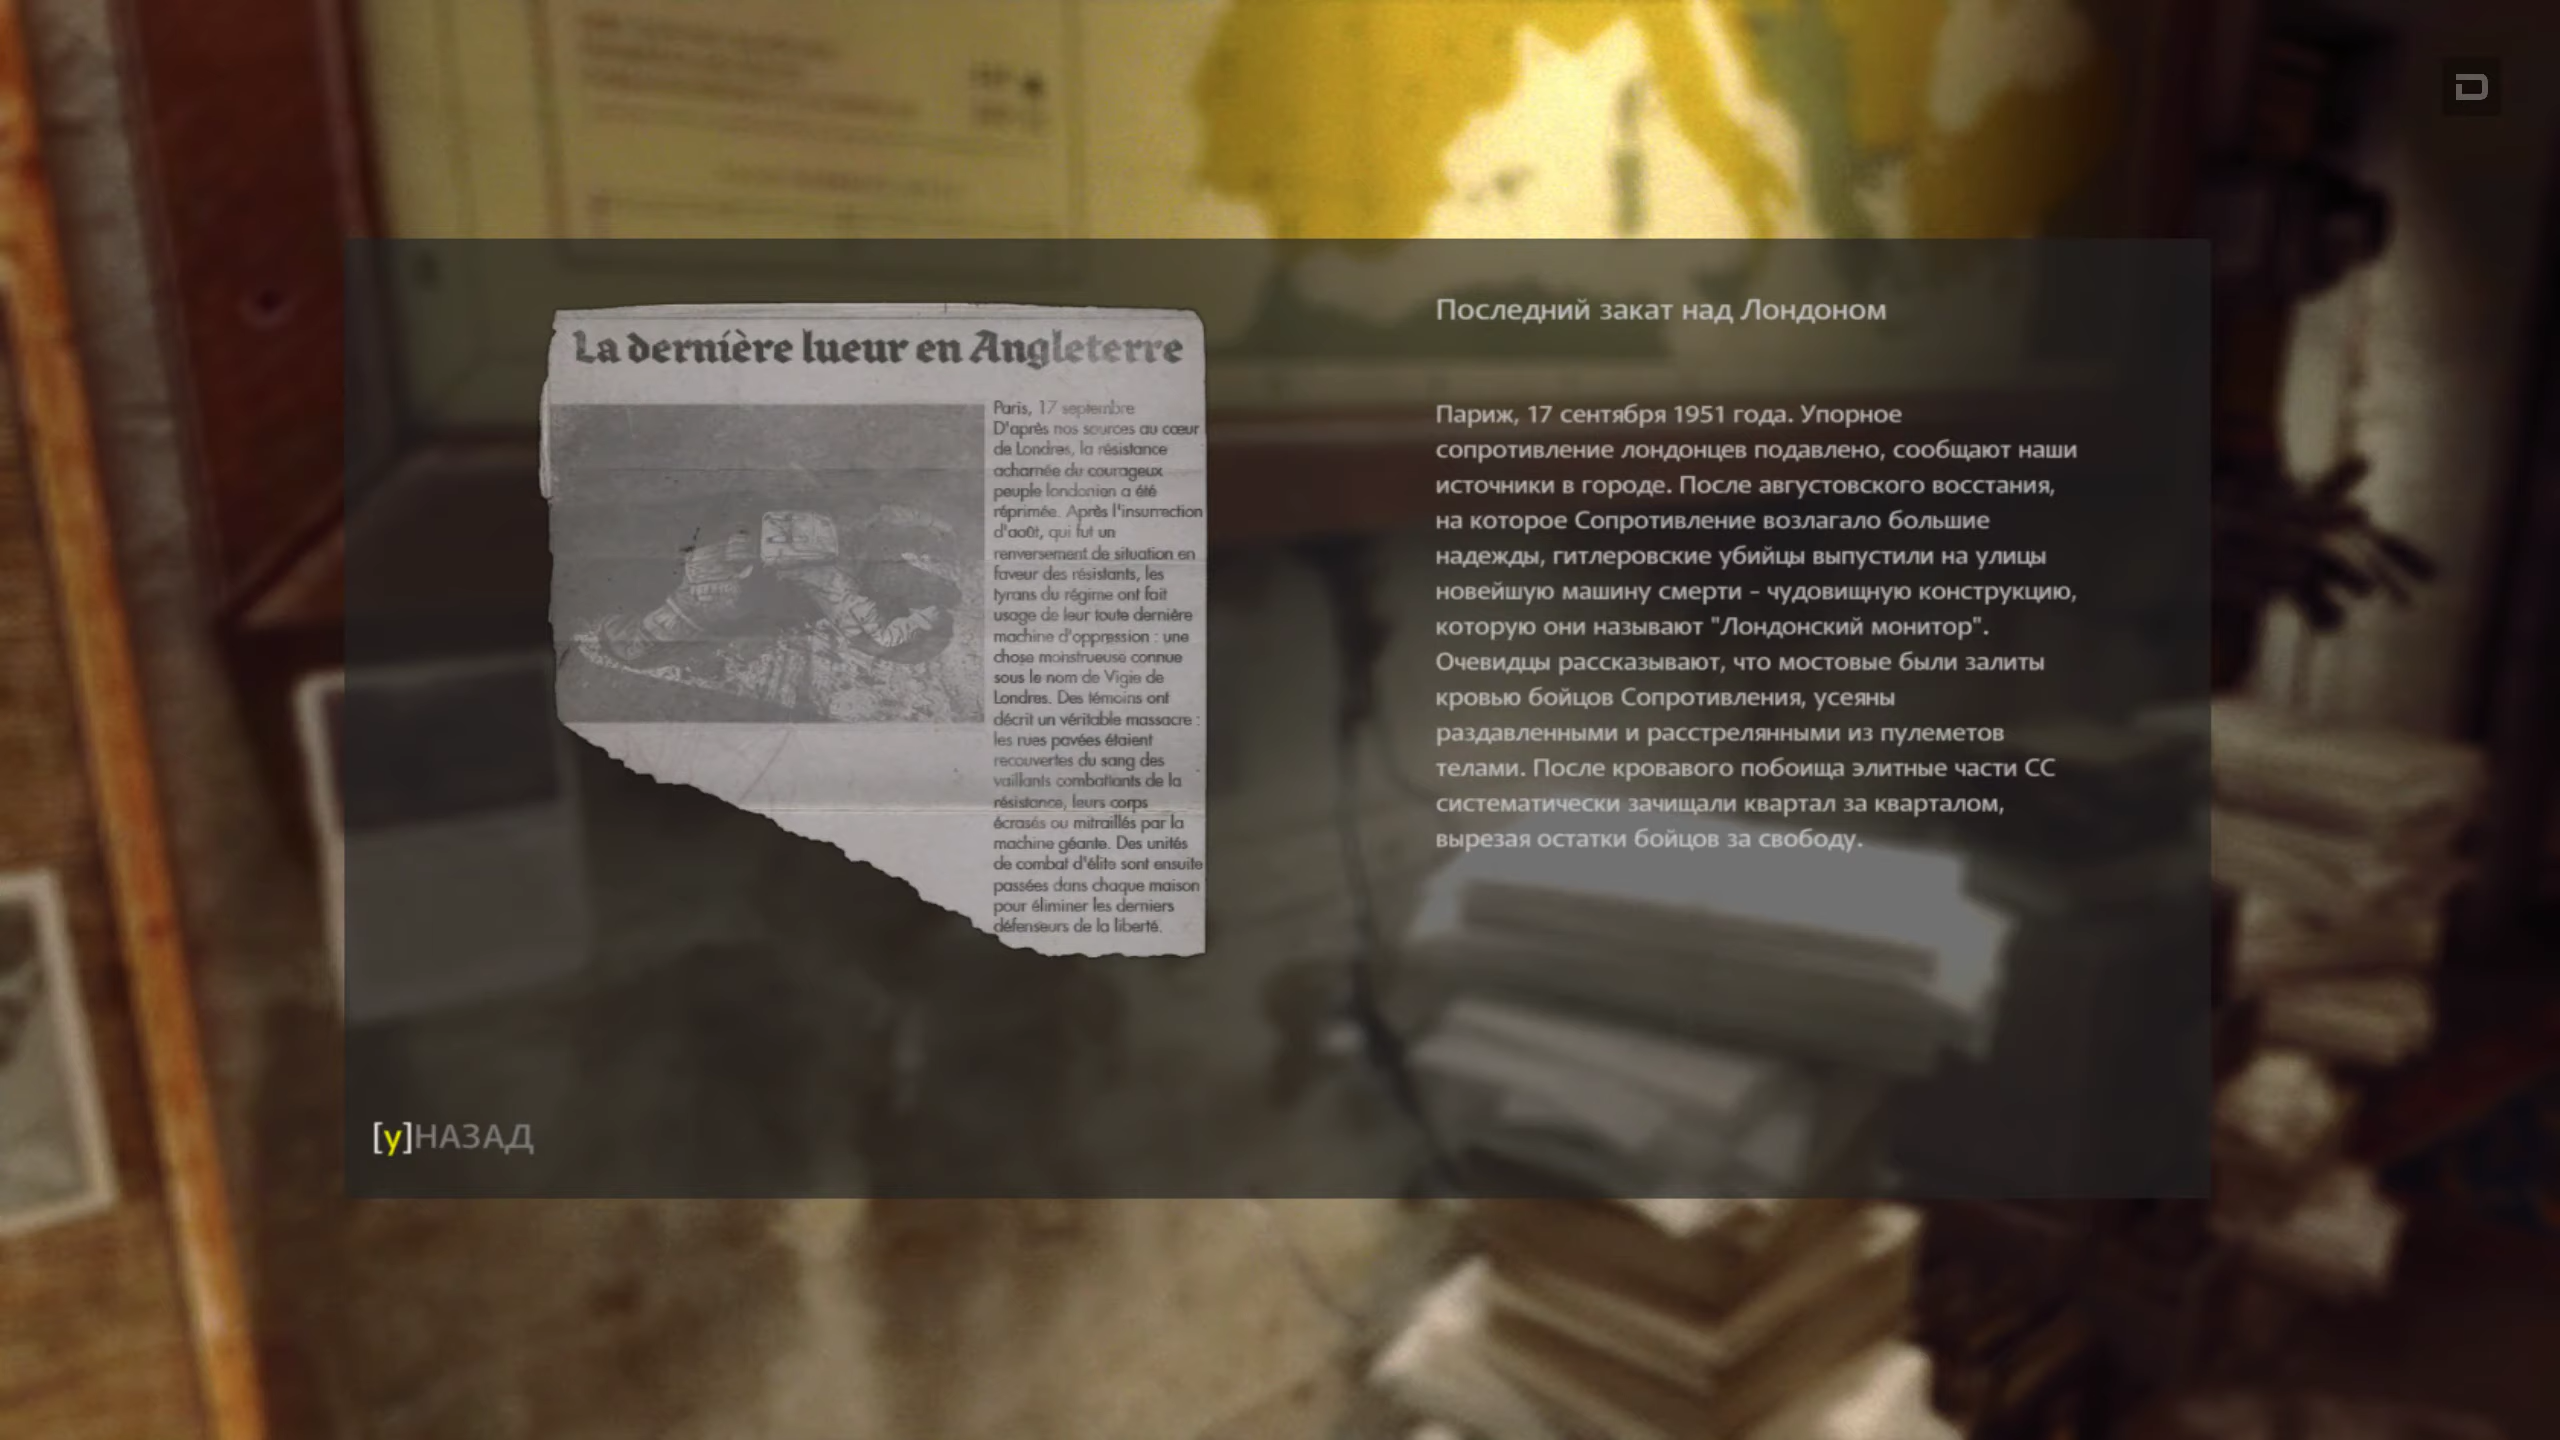 La dernière lueur en Angleterre
Paris, 17 septembre
D'après nos sources au cœur
de Londres, la résistance
acharnée du courageux
peuple londonien a été
réprimée. Après l'insurrection
d'août, qui fut un
renversement de situation en
faveur des résistants, les
tyrans du régime ont fait
usage de leur toute dernière
machine d'oppression : une
chose monstrueuse connue
sous le nom de Vigie de
Londres. Des témoins ont
décrit un véritable massacre :
les rues pavées étaient
recouvertes du sang des
vaillants combattants de la
résistance, leurs corps
écrasés ou mitraillés par la
machine géante. Des unités
de combat d'élite sont ensuite
passées dans chaque maison
pour éliminer les derniers
défenseurs de la liberté.
Последний закат над Лондоном
Париж, 17 сентября 1951 года. Упорное
сопротивление лондонцев подавлено, сообщают наши
источники в городе. После августовского восстания,
на которое Сопротивление возлагало большие
надежды, гитлеровские убийцы выпустили на улицы
новейшую машину смерти - чудовищную конструкцию,
которую они называют "Лондонский монитор".
Очевидцы рассказывают, что мостовые были залиты
кровью бойцов Сопротивления, усеяны
раздавленными и расстрелянными из пулеметов
телами. После кровавого побоища элитные части СС
систематически зачищали квартал за кварталом,
вырезая остатки бойцов за свободу.
[y]НАЗАД